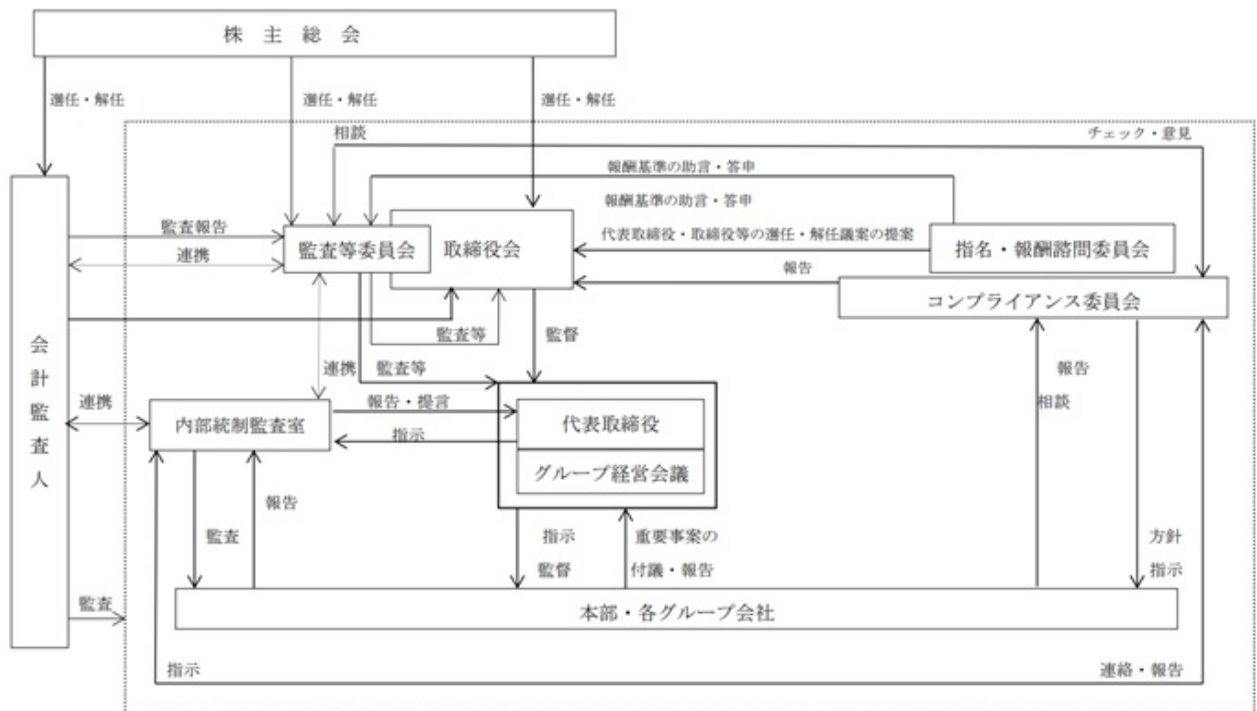 株 主 総 会
選任・解任
選任・解任
選任・解任
相談
チェック・意見
報酬基準の助言・答申
報酬基準の助言・答申
監査報告
連携
監査等委員会
取締役会
代表取締役・取締役等の選任・解任議案の提案
指名・報酬諮問委員会
報告
コンプライアンス委員会
会計監査人
監査等
監督
連携
監査等
報告
相談
連携
内部統制監査室
報告・提言
指示
代表取締役
グループ経営会議
監査
報告
指示
監督
重要事案の
付議・報告
方針
指示
監査
本部・各グループ会社
指示
連絡・報告